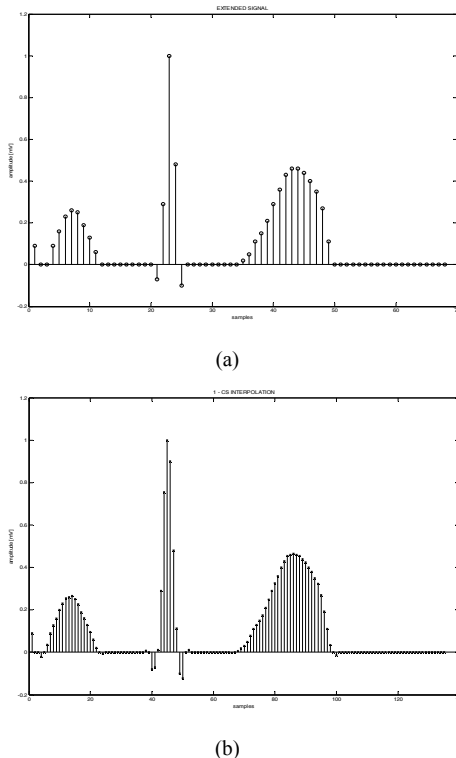 EXTENDED SIGNAL
1.2
1
0.8
0.6
0.4
0.2
0
-0.2
amplitude [mV]
0 10 20 30 40 50 60
samples
(a)
1 - CS INTERPOLATION
1.2
1
0.8
0.6
0.4
0.2
0
-0.2
amplitude [mV]
0 20 40 60 80 100 120
samples
(b)